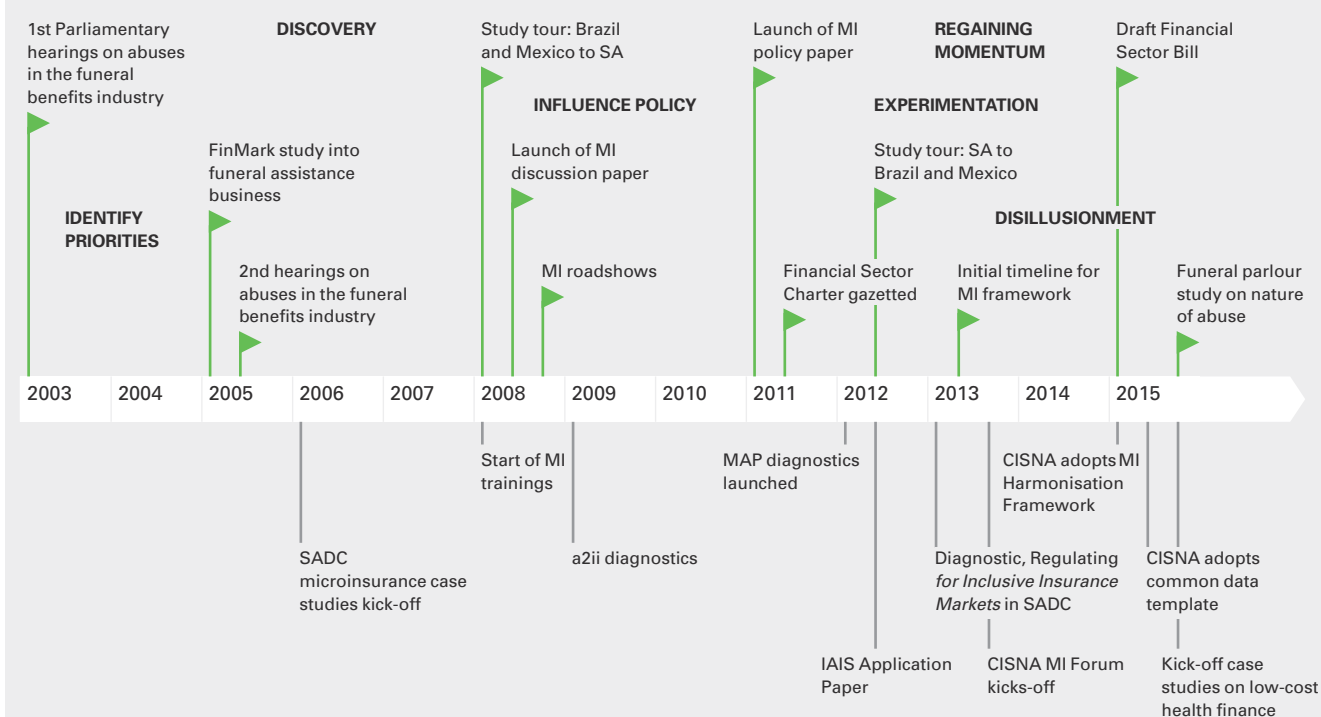 1st Parliamentary
hearings on abuses
in the funeral
benefits industry
DISCOVERY
Study tour: Brazil
and Mexico to SA
Launch of MI
policy paper
REGAINING
MOMENTUM
Draft Financial
Sector Bill
INFLUENCE POLICY
EXPERIMENTATION
FinMark study into
funeral assistance
business
Launch of MI
discussion paper
Study tour: SA to
Brazil and Mexico
IDENTIFY
PRIORITIES
DISILLUSIONMENT
2nd hearings on
abuses in the funeral
benefits industry
MI roadshows
Financial Sector
Charter gazetted
Initial timeline for
MI framework
Funeral parlour
study on nature
of abuse
2003 2004 2005 2006 2007 2008 2009 2010 2011 2012 2013 2014 2015
Start of MI
trainings
MAP diagnostics
launched
CISNA adopts MI
Harmonisation
Framework
SADC
microinsurance case
studies kick-off
a2ii diagnostics
Diagnostic, Regulating
for Inclusive Insurance
Markets in SADC
CISNA adopts
common data
template
IAIS Application
Paper
CISNA MI Forum
kicks-off
Kick-off case
studies on low-cost
health finance